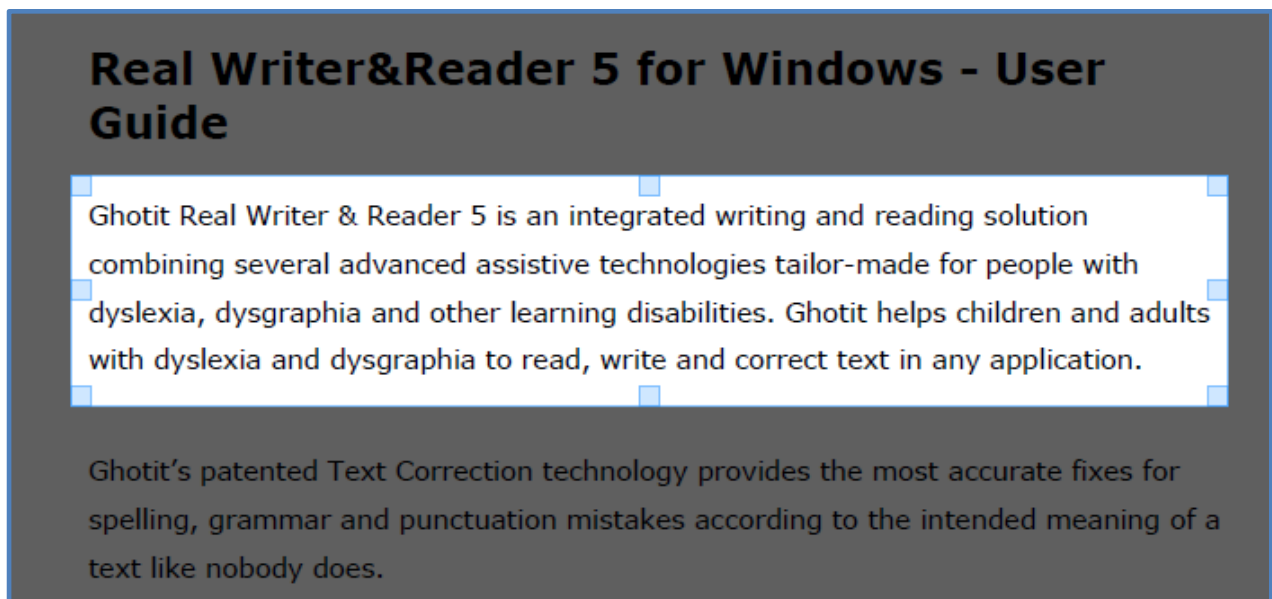 Real Writer&Reader 5 for Windows - User
Guide
Ghotit Real Writer & Reader 5 is an integrated writing and reading solution
combining several advanced assistive technologies tailor-made for people with
dyslexia, dysgraphia and other learning disabilities. Ghotit helps children and adults
with dyslexia and dysgraphia to read, write and correct text in any application.
Ghotit’s patented Text Correction technology provides the most accurate fixes for
spelling, grammar and punctuation mistakes according to the intended meaning of a
text like nobody does.